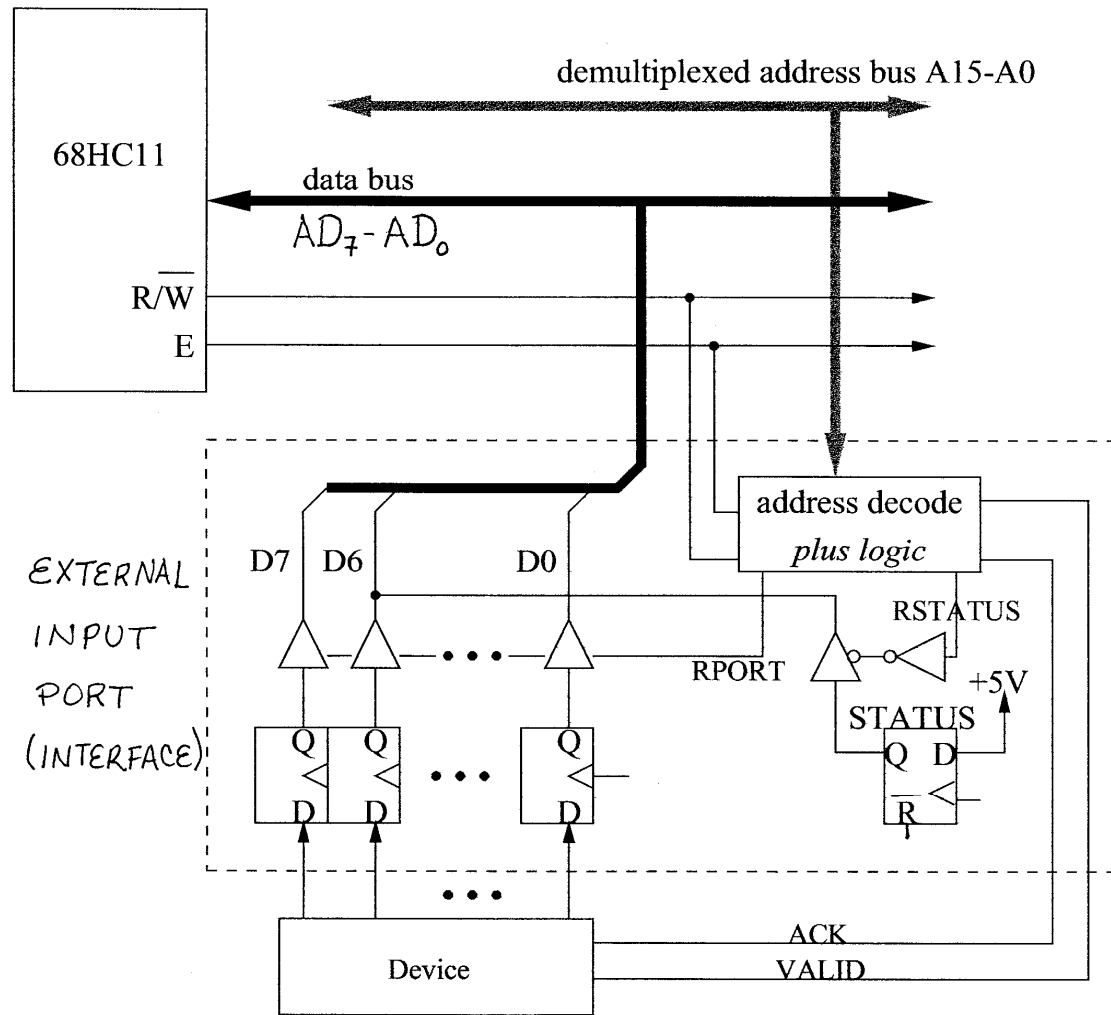 demultiplexed address bus A15-A0
68HC11
data bus
AD₇-AD₀
R/W̅
E
address decode
plus logic
D7
D6
D0
EXTERNAL
INPUT
PORT
(INTERFACE)
RSTATUS
RPORT
+5V
STATUS
Q
Q
Q
Q
D
D
D
D
R̅
ACK
VALID
Device